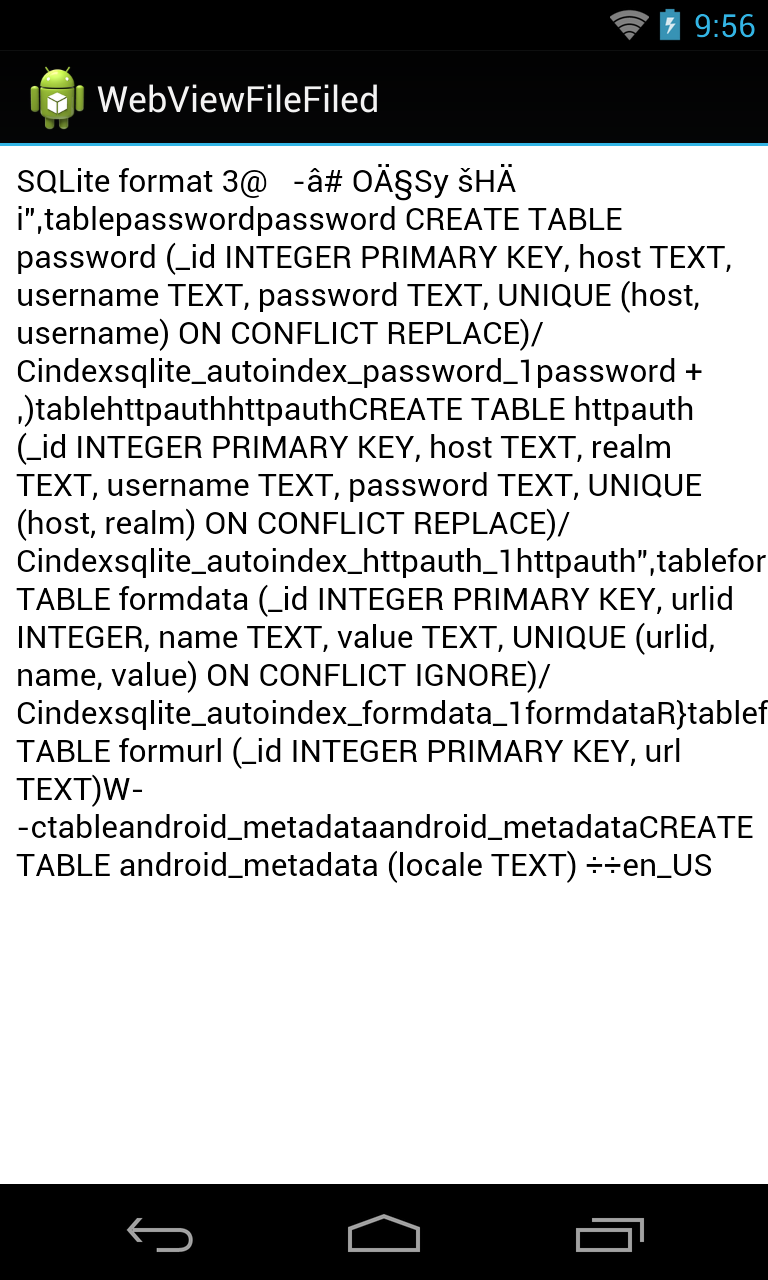 9:56
WebViewFileFiled
SQLite format 3@ -â# OÄ§Sy šHÄ
i",tablepasswordpassword CREATE TABLE
password (_id INTEGER PRIMARY KEY, host TEXT,
username TEXT, password TEXT, UNIQUE (host,
username) ON CONFLICT REPLACE)/
Cindexsqlite_autoindex_password_1password +
,)tablehttpauthhttpauthCREATE TABLE httpauth
(_id INTEGER PRIMARY KEY, host TEXT, realm
TEXT, username TEXT, password TEXT, UNIQUE
(host, realm) ON CONFLICT REPLACE)/
Cindexsqlite_autoindex_httpauth_1httpauth",tablefor
TABLE formdata (_id INTEGER PRIMARY KEY, urlid
INTEGER, name TEXT, value TEXT, UNIQUE (urlid,
name, value) ON CONFLICT IGNORE)/
Cindexsqlite_autoindex_formdata_1formdataR}tablef
TABLE formurl (_id INTEGER PRIMARY KEY, url
TEXT)W-
-ctableandroid_metadataandroid_metadataCREATE
TABLE android_metadata (locale TEXT) ÷÷en_US